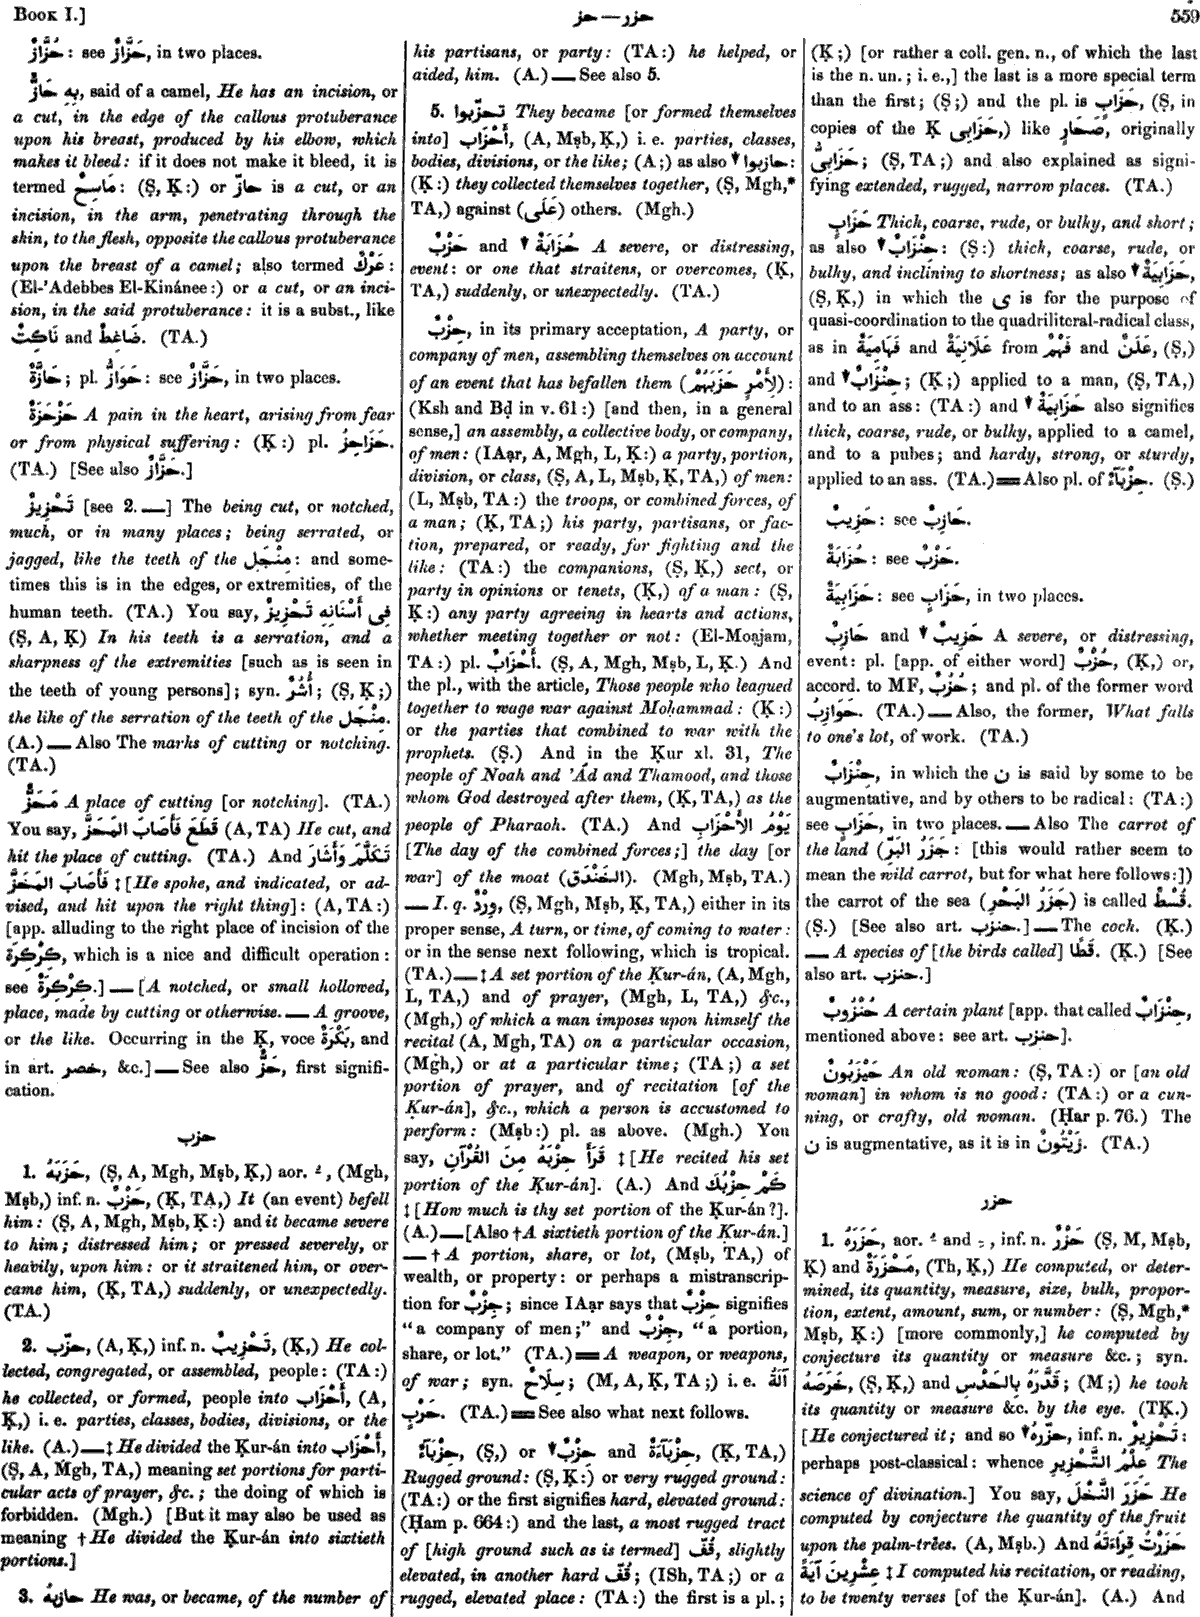 BOOK I.]
حزر — حز
559
حُزَّازٌ : see حَزَّازٌ, in two places.
بِهِ حَازٌّ, said of a camel, He has an incision, or
a cut, in the edge of the callous protuberance
upon his breast, produced by his elbow, which
makes it bleed: if it does not make it bleed, it is
termed مَاسِحٌ: (Ṣ, Ḳ:) or حازّ is a cut, or an
incision, in the arm, penetrating through the
skin, to the flesh, opposite the callous protuberance
upon the breast of a camel; also termed عَرْكٌ:
(El-'Adebbes El-Kinánee:) or a cut, or an inci-
sion, in the said protuberance: it is a subst., like
نَاكِتٌ and ضَاغِطٌ. (TA.)
حَازَّةٌ; pl. حَوَازُّ: see حَزَّازٌ, in two places.
حَزْحَزَةٌ A pain in the heart, arising from fear
or from physical suffering: (Ḳ:) pl. حَزَاحِزُ.
(TA.) [See also حَزَّازٌ.]
تَحْزِيزٌ [see 2. —] The being cut, or notched,
much, or in many places; being serrated, or
jagged, like the teeth of the مِنْجَل: and some-
times this is in the edges, or extremities, of the
human teeth. (TA.) You say, فِى أَسْنَانِهِ تَحْزِيزٌ
(Ṣ, A, Ḳ) In his teeth is a serration, and a
sharpness of the extremities [such as is seen in
the teeth of young persons]; syn. أُشُرٌ; (Ṣ, Ḳ;)
the like of the serration of the teeth of the مِنْجَل.
(A.) — Also The marks of cutting or notching.
(TA.)
مَحَزٌّ A place of cutting [or notching]. (TA.)
You say, قَطَعَ فَأَصَابَ المَحَزَّ (A, TA) He cut, and
hit the place of cutting. (TA.) And تَكَلَّمَ وَأَشَارَ
فَأَصَابَ المَحَزَّ ‡ [He spoke, and indicated, or ad-
vised, and hit upon the right thing]: (A, TA:)
[app. alluding to the right place of incision of the
كِرْكِرَة, which is a nice and difficult operation:
see كِرْكِرَةٌ.] — [A notched, or small hollowed,
place, made by cutting or otherwise. — A groove,
or the like. Occurring in the Ḳ, voce بَكْرَةٌ, and
in art. خصر, &c.] — See also حَزٌّ, first signifi-
cation.
حزب
1. حَزَبَهُ, (Ṣ, A, Mgh, Mṣb, Ḳ,) aor. ـُ, (Mgh,
Mṣb,) inf. n. حَزْبٌ, (Ḳ, TA,) It (an event) befell
him: (Ṣ, A, Mgh, Mṣb, Ḳ:) and it became severe
to him; distressed him; or pressed severely, or
heavily, upon him: or it straitened him, or over-
came him, (Ḳ, TA,) suddenly, or unexpectedly.
(TA.)
2. حزّب, (A, Ḳ,) inf. n. تَحْزِيبٌ, (Ḳ,) He col-
lected, congregated, or assembled, people: (TA:)
he collected, or formed, people into أَحْزَاب, (A,
Ḳ,) i. e. parties, classes, bodies, divisions, or the
like. (A.) — ‡ He divided the Ḳur-án into أَحْزَاب,
(Ṣ, A, Mgh, TA,) meaning set portions for parti-
cular acts of prayer, &c.; the doing of which is
forbidden. (Mgh.) [But it may also be used as
meaning † He divided the Ḳur-án into sixtieth
portions.]
3. حازبهُ He was, or became, of the number of
his partisans, or party: (TA:) he helped, or
aided, him. (A.) — See also 5.
5. تحزّبوا They became [or formed themselves
into] أَحْزَاب, (A, Mṣb, Ḳ,) i. e. parties, classes,
bodies, divisions, or the like; (A;) as also ▼ حازبوا:
(Ḳ:) they collected themselves together, (Ṣ, Mgh,*
TA,) against (عَلَى) others. (Mgh.)
حَزْبٌ and ▼ حُزَابَةٌ A severe, or distressing,
event: or one that straitens, or overcomes, (Ḳ,
TA,) suddenly, or unexpectedly. (TA.)
حِزْبٌ, in its primary acceptation, A party, or
company of men, assembling themselves on account
of an event that has befallen them (لِأَمْرٍ حَزَبَهُمْ):
(Ksh and Bḍ in v. 61:) [and then, in a general
sense,] an assembly, a collective body, or company,
of men: (IAạr, A, Mgh, L, Ḳ:) a party, portion,
division, or class, (Ṣ, A, L, Mṣb, Ḳ, TA,) of men:
(L, Mṣb, TA:) the troops, or combined forces, of
a man; (Ḳ, TA;) his party, partisans, or fac-
tion, prepared, or ready, for fighting and the
like: (TA:) the companions, (Ṣ, Ḳ,) sect, or
party in opinions or tenets, (Ḳ,) of a man: (Ṣ,
Ḳ:) any party agreeing in hearts and actions,
whether meeting together or not: (El-Moạjam,
TA:) pl. أَحْزَابٌ. (Ṣ, A, Mgh, Mṣb, L, Ḳ.) And
the pl., with the article, Those people who leagued
together to wage war against Moḥammad: (Ḳ:)
or the parties that combined to war with the
prophets. (Ṣ.) And in the Ḳur xl. 31, The
people of Noah and 'Ád and Thamood, and those
whom God destroyed after them, (Ḳ, TA,) as the
people of Pharaoh. (TA.) And يَوْمُ الأَحْزَابِ
[The day of the combined forces;] the day [or
war] of the moat (الخَنْدَق). (Mgh, Mṣb, TA.)
— I. q. وِرْدٌ, (Ṣ, Mgh, Mṣb, Ḳ, TA,) either in its
proper sense, A turn, or time, of coming to water:
or in the sense next following, which is tropical.
(TA.) — ‡ A set portion of the Ḳur-án, (A, Mgh,
L, TA,) and of prayer, (Mgh, L, TA,) &c.,
(Mgh,) of which a man imposes upon himself the
recital (A, Mgh, TA) on a particular occasion,
(Mgh,) or at a particular time; (TA;) a set
portion of prayer, and of recitation [of the
Ḳur-án], &c., which a person is accustomed to
perform: (Mṣb:) pl. as above. (Mgh.) You
say, قَرَأَ حِزْبَهُ مِنَ القُرْآنِ ‡ [He recited his set
portion of the Ḳur-án]. (A.) And كَمْ حِزْبُكَ
‡ [How much is thy set portion of the Ḳur-án?].
(A.) — [Also † A sixtieth portion of the Ḳur-án.]
— † A portion, share, or lot, (Mṣb, TA,) of
wealth, or property: or perhaps a mistranscrip-
tion for جِزْبٌ; since IAạr says that حِزْبٌ signifies
"a company of men;" and جِزْبٌ, "a portion,
share, or lot." (TA.) = A weapon, or weapons,
of war; syn. سِلَاحٌ; (M, A, Ḳ, TA;) i. e. آلَةُ
حَرْبٍ. (TA.) = See also what next follows.
حِزْبَآءٌ, (Ṣ,) or ▼ حِزْبٌ and حِزْبَآءَةٌ, (Ḳ, TA,)
Rugged ground: (Ṣ, Ḳ:) or very rugged ground:
(TA:) or the first signifies hard, elevated ground:
(Ḥam p. 664:) and the last, a most rugged tract
of [high ground such as is termed] قُفّ, slightly
elevated, in another hard قُفّ; (ISh, TA;) or a
rugged, elevated place: (TA:) the first is a pl.;
(Ḳ;) [or rather a coll. gen. n., of which the last
is the n. un.; i. e.,] the last is a more special term
than the first; (Ṣ;) and the pl. is حَزَابٍ, (Ṣ, in
copies of the Ḳ حَزَابِى,) like صَحَارٍ, originally
حَزَابِىُّ; (Ṣ, TA;) and also explained as signi-
fying extended, rugged, narrow places. (TA.)
حَزَابٍ Thick, coarse, rude, or bulky, and short;
as also ▼ حِنْزَابٌ: (Ṣ:) thick, coarse, rude, or
bulky, and inclining to shortness; as also ▼ حَزَابِيَةٌ,
(Ṣ, Ḳ,) in which the ى is for the purpose of
quasi-coordination to the quadriliteral-radical class,
as in فَهَامِيَةٌ and عَلَانِيَةٌ from فَهْمٌ and عَلَنٌ, (Ṣ,)
and ▼ حِنْزَابٌ; (Ḳ;) applied to a man, (Ṣ, TA,)
and to an ass: (TA:) and ▼ حَزَابِيَةٌ also signifies
thick, coarse, rude, or bulky, applied to a camel,
and to a pubes; and hardy, strong, or sturdy,
applied to an ass. (TA.) = Also pl. of حِزْبَآءٌ. (Ṣ.)
حَزِيبٌ: see حَازِبٌ.
حُزَابَةٌ: see حَزْبٌ.
حَزَابِيَةٌ: see حَزَابٍ, in two places.
حَازِبٌ and ▼ حَزِيبٌ A severe, or distressing,
event: pl. [app. of either word] حُزْبٌ, (Ḳ,) or,
accord. to MF, حُزُبٌ; and pl. of the former word
حَوَازِبُ. (TA.) — Also, the former, What falls
to one's lot, of work. (TA.)
حِنْزَابٌ, in which the ن is said by some to be
augmentative, and by others to be radical: (TA:)
see حَزَابٍ, in two places. — Also The carrot of
the land (جَزَرُ البَرِّ: [this would rather seem to
mean the wild carrot, but for what here follows:])
the carrot of the sea (جَزَرُ البَحْرِ) is called قُسْطٌ.
(Ṣ.) [See also art. حنزب.] — The cock. (Ḳ.)
— A species of [the birds called] قَطًا. (Ḳ.) [See
also art. حنزب.]
حُنْزُوبٌ A certain plant [app. that called حِنْزَابٌ,
mentioned above: see art. حنزب].
حَيْزَبُونٌ An old woman: (Ṣ, TA:) or [an old
woman] in whom is no good: (TA:) or a cun-
ning, or crafty, old woman. (Ḥar p. 76.) The
ن is augmentative, as it is in زَيْتُونٌ. (TA.)
حزر
1. حَزَرَهُ, aor. ـُ and ـِ, inf. n. حَزْرٌ (Ṣ, M, Mṣb,
Ḳ) and مَحْزَرَةٌ, (Th, Ḳ,) He computed, or deter-
mined, its quantity, measure, size, bulk, propor-
tion, extent, amount, sum, or number: (Ṣ, Mgh,*
Mṣb, Ḳ:) [more commonly,] he computed by
conjecture its quantity or measure &c.; syn.
خَرَصَهُ, (Ṣ, Ḳ,) and قَدَّرَهُ بِالحَدْسِ; (M;) he took
its quantity or measure &c. by the eye. (TḲ.)
[He conjectured it; and so ▼ حزّرهُ, inf. n. تَحْزِيرٌ:
perhaps post-classical: whence عِلْمُ التَّحْزِيرِ The
science of divination.] You say, حَزَرَ النَّخْلَ He
computed by conjecture the quantity of the fruit
upon the palm-trees. (A, Mṣb.) And حَزَرْتُ قِرَآءَتَهُ
عِشْرِينَ آيَةً ‡ I computed his recitation, or reading,
to be twenty verses [of the Ḳur-án]. (A.) And